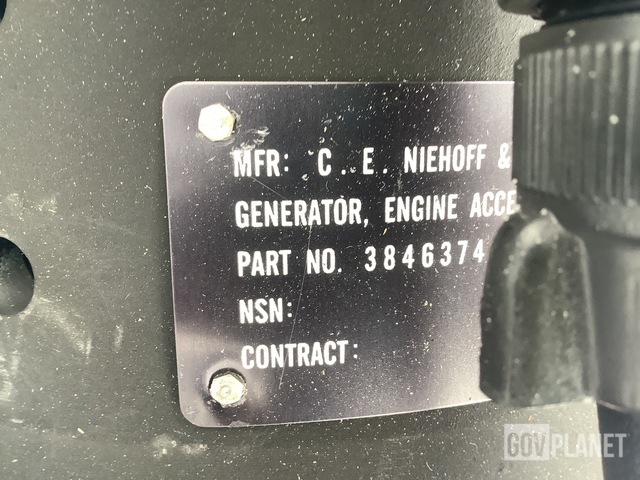 MFR: C. E. NIEHOFF &
GENERATOR, ENGINE ACCE
PART NO. 3846374
NSN:
CONTRACT:
GOVPLANET